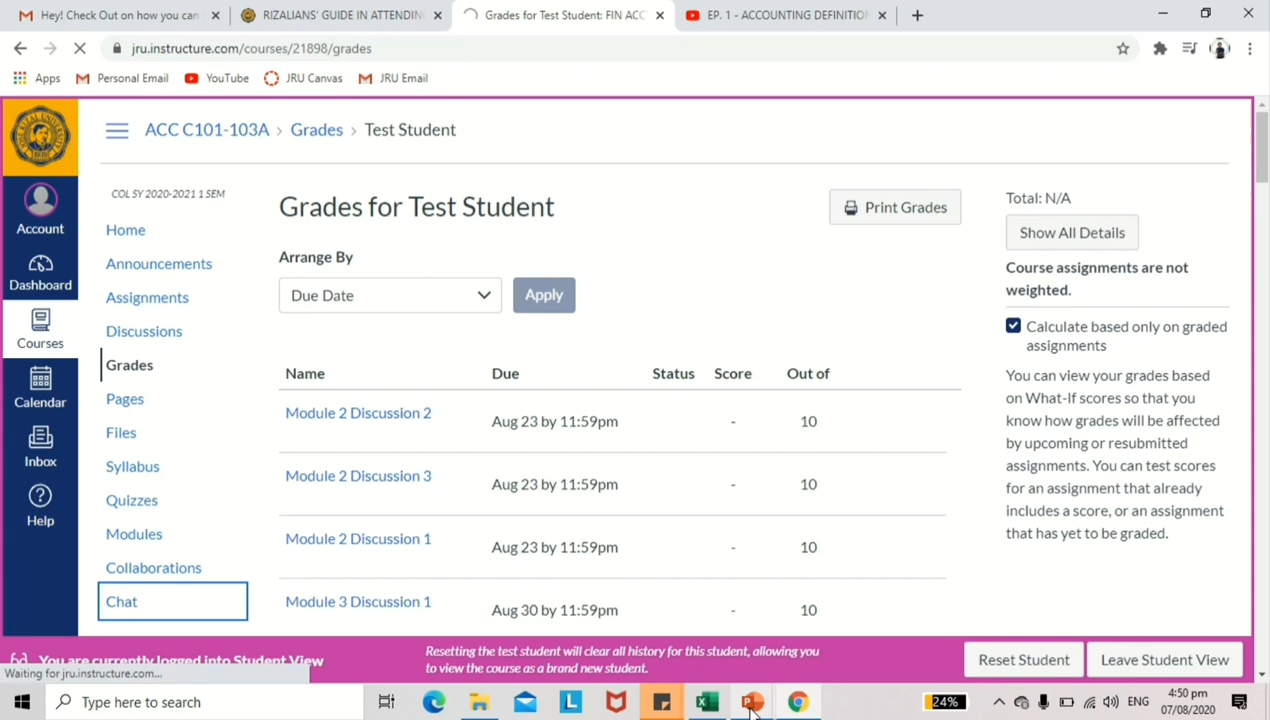 Hey! Check Out on how you can
RIZALIANS' GUIDE IN ATTENDIN
Grades for Test Student: FIN ACC
EP. 1 - ACCOUNTING DEFINITION
jru.instructure.com/courses/21898/grades
Apps
Personal Email
YouTube
JRU Canvas
JRU Email
ACC C101-103A > Grades > Test Student
Account
Dashboard
Courses
Calendar
Inbox
Help
COL SY 2020-2021 1 SEM
Home
Announcements
Assignments
Discussions
Grades
Pages
Files
Syllabus
Quizzes
Modules
Collaborations
Chat
Grades for Test Student
Print Grades
Arrange By
Due Date
Apply
Name Due Status Score Out of
Module 2 Discussion 2 Aug 23 by 11:59pm - 10
Module 2 Discussion 3 Aug 23 by 11:59pm - 10
Module 2 Discussion 1 Aug 23 by 11:59pm - 10
Module 3 Discussion 1 Aug 30 by 11:59pm - 10
Total: N/A
Show All Details
Course assignments are not
weighted.
Calculate based only on graded
assignments
You can view your grades based
on What-If scores so that you
know how grades will be affected
by upcoming or resubmitted
assignments. You can test scores
for an assignment that already
includes a score, or an assignment
that has yet to be graded.
You are currently logged into Student View
Waiting for jru.instructure.com...
Resetting the test student will clear all history for this student, allowing you
to view the course as a brand new student.
Reset Student
Leave Student View
Type here to search
24%
ENG
4:50 pm
07/08/2020